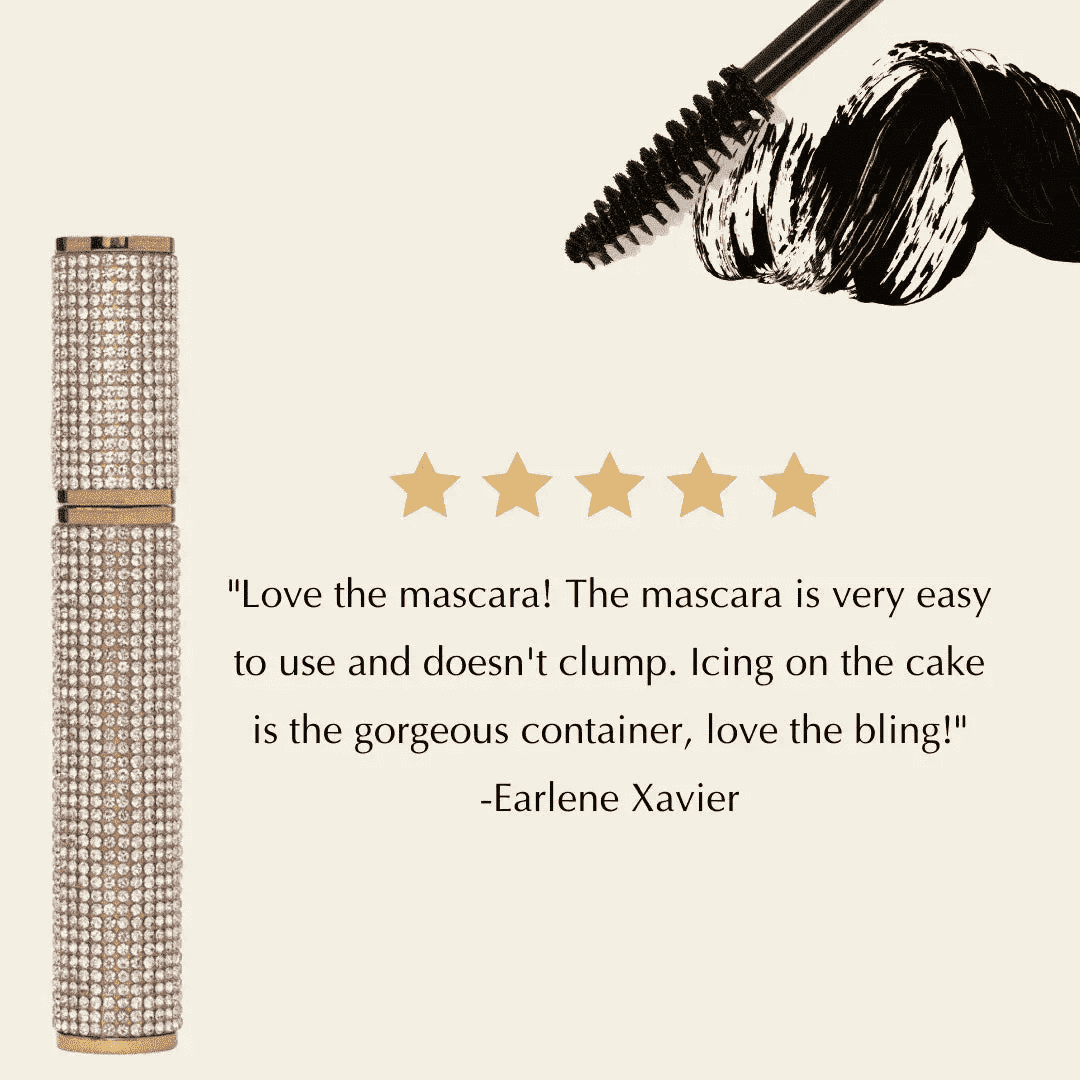 "Love the mascara! The mascara is very easy
to use and doesn't clump. Icing on the cake
is the gorgeous container, love the bling!"
-Earlene Xavier